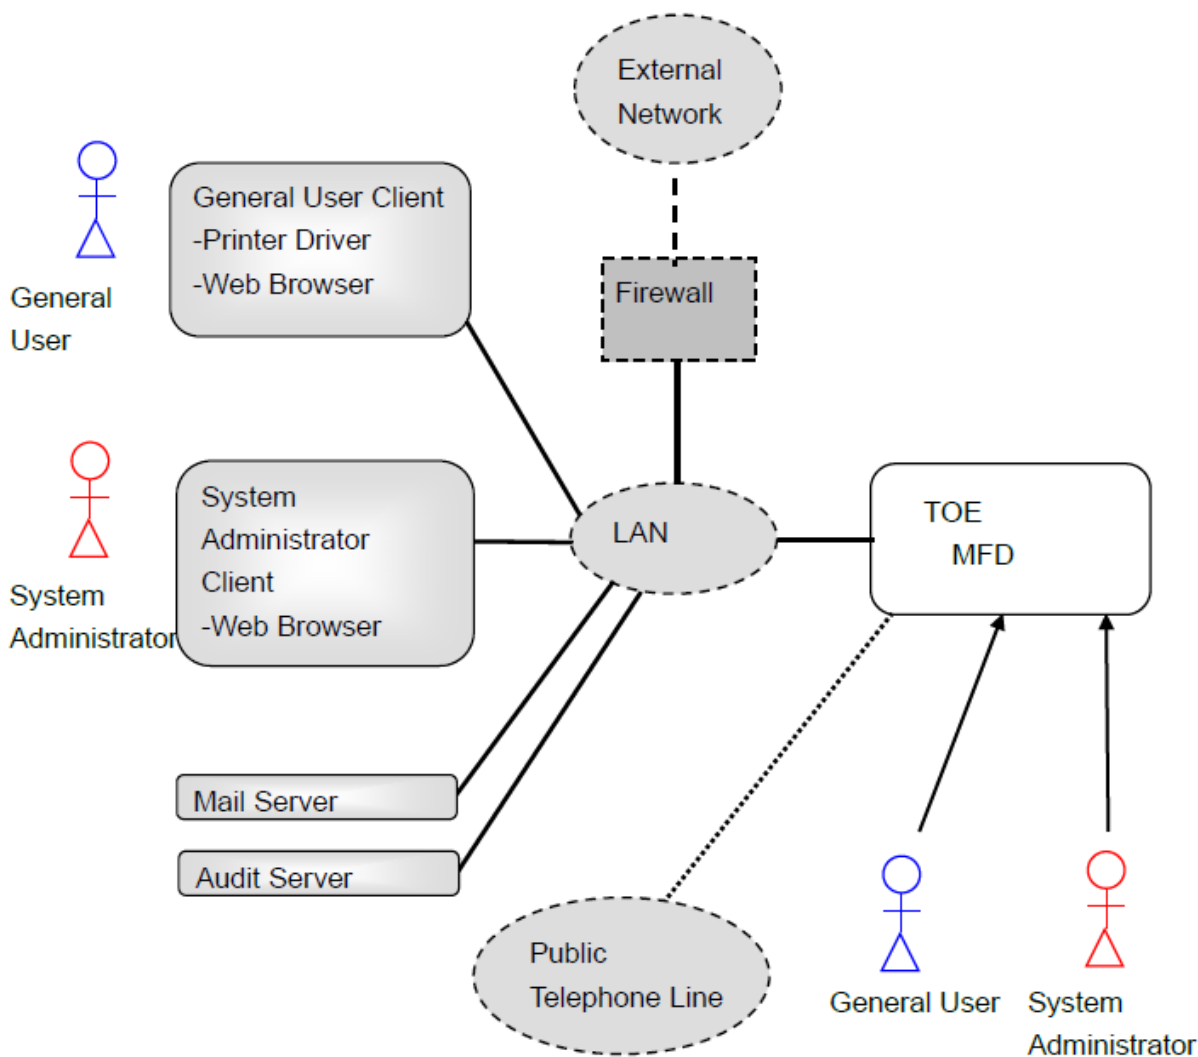 External
Network
General User Client
-Printer Driver
-Web Browser
General
User
Firewall
System
Administrator
Client
-Web Browser
System
Administrator
LAN
TOE
MFD
Mail Server
Audit Server
Public
Telephone Line
General User
System
Administrator